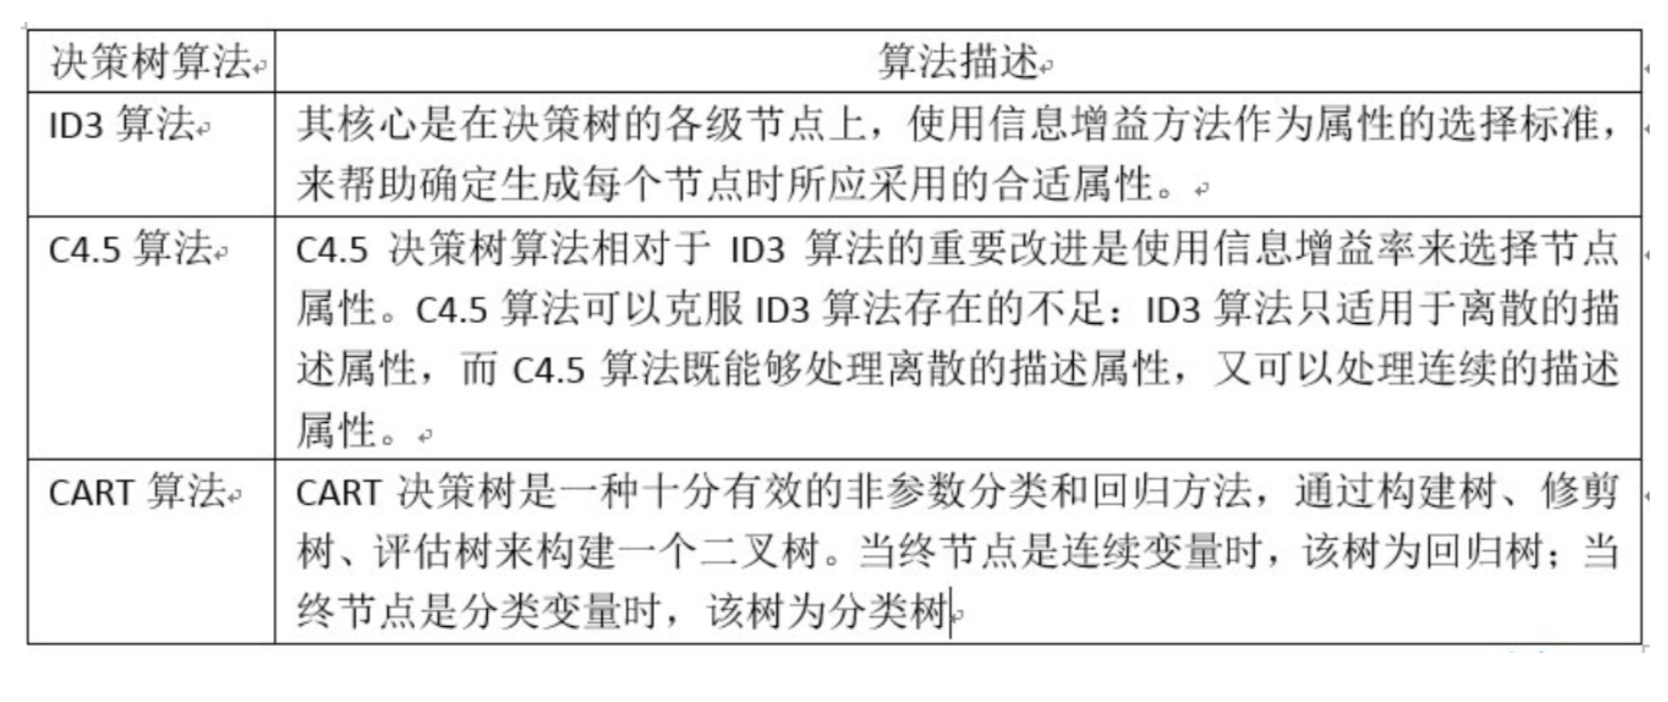 决策树算法
算法描述
ID3 算法
其核心是在决策树的各级节点上，使用信息增益方法作为属性的选择标准，
来帮助确定生成每个节点时所应采用的合适属性。
C4.5 算法
C4.5 决策树算法相对于 ID3 算法的重要改进是使用信息增益率来选择节点
属性。C4.5 算法可以克服 ID3 算法存在的不足：ID3 算法只适用于离散的描
述属性，而 C4.5 算法既能够处理离散的描述属性，又可以处理连续的描述
属性。
CART 算法
CART 决策树是一种十分有效的非参数分类和回归方法，通过构建树、修剪
树、评估树来构建一个二叉树。当终节点是连续变量时，该树为回归树；当
终节点是分类变量时，该树为分类树